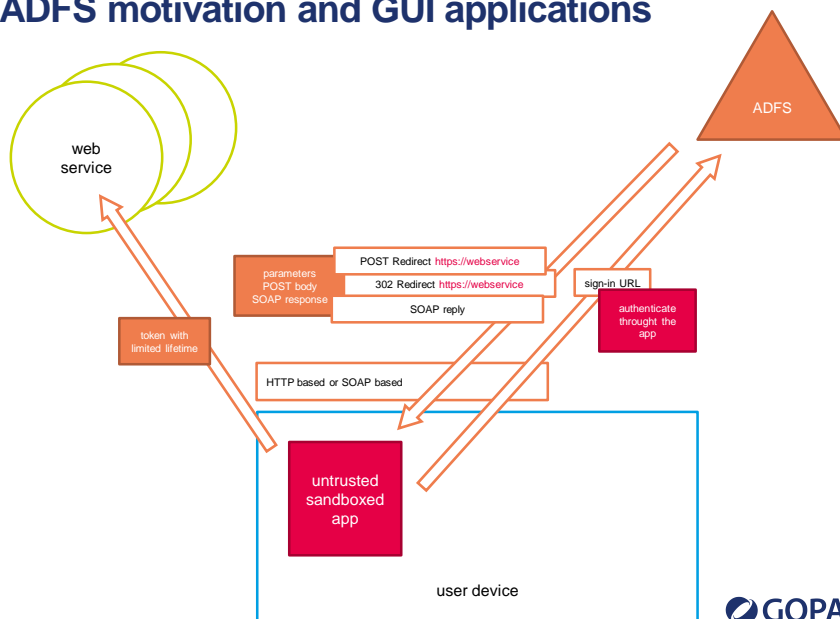 ADFS motivation and GUI applications
ADFS
web
service
POST Redirect https://webservice
parameters
POST body
SOAP response
302 Redirect https://webservice
SOAP reply
sign-in URL
authenticate
throught the
app
token with
limited lifetime
HTTP based or SOAP based
untrusted
sandboxed
app
user device
GOPA